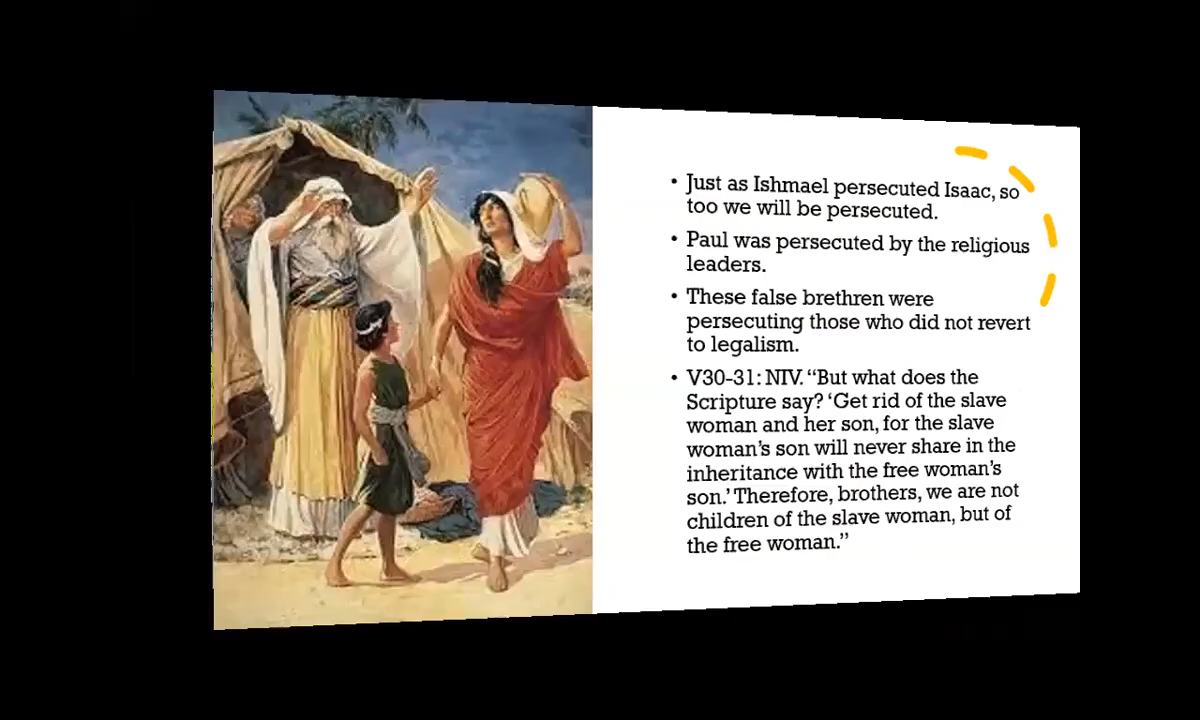 • Just as Ishmael persecuted Isaac, so
too we will be persecuted.
• Paul was persecuted by the religious
leaders.
• These false brethren were
persecuting those who did not revert
to legalism.
• V30-31: NIV. “But what does the
Scripture say? ‘Get rid of the slave
woman and her son, for the slave
woman’s son will never share in the
inheritance with the free woman’s
son.’ Therefore, brothers, we are not
children of the slave woman, but of
the free woman.”